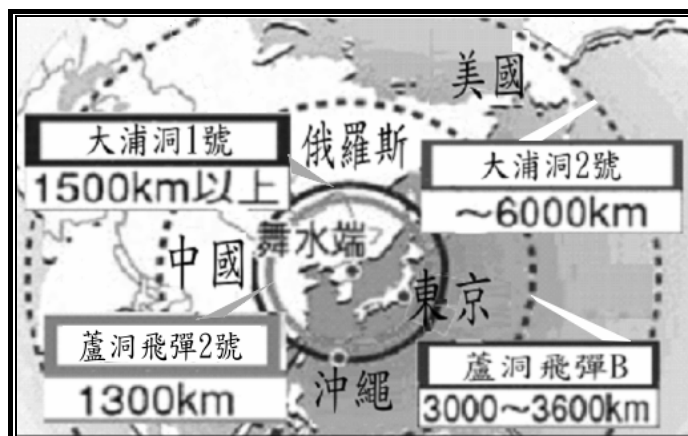 美國
大浦洞1號
1500km以上
俄羅斯
大浦洞2號
～6000km
舞水端
中國
東京
蘆洞飛彈2號
1300km
沖繩
蘆洞飛彈B
3000～3600km